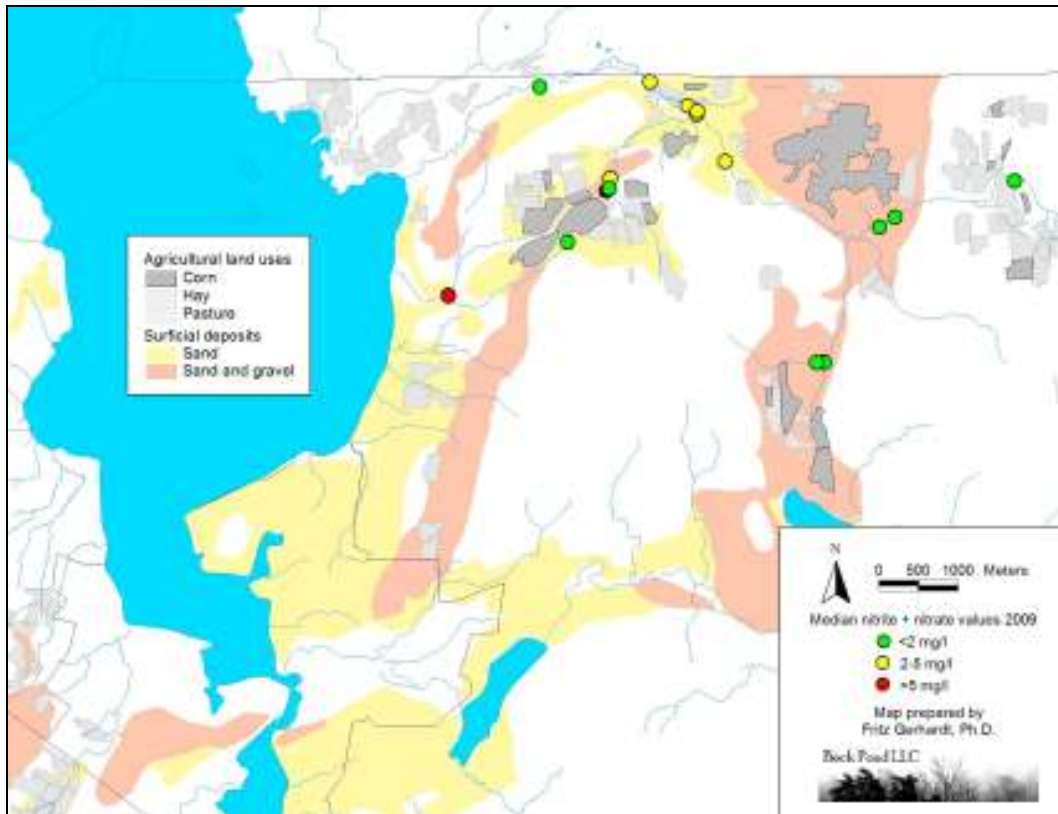 Agricultural land uses
Corn
Hay
Pasture
Surficial deposits
Sand
Sand and gravel
N
0 500 1000 Meters
Median nitrite + nitrate values 2009
<2 mg/l
2-5 mg/l
>5 mg/l
Map prepared by
Fritz Gerhardt, Ph.D.
Beck Pond LLC